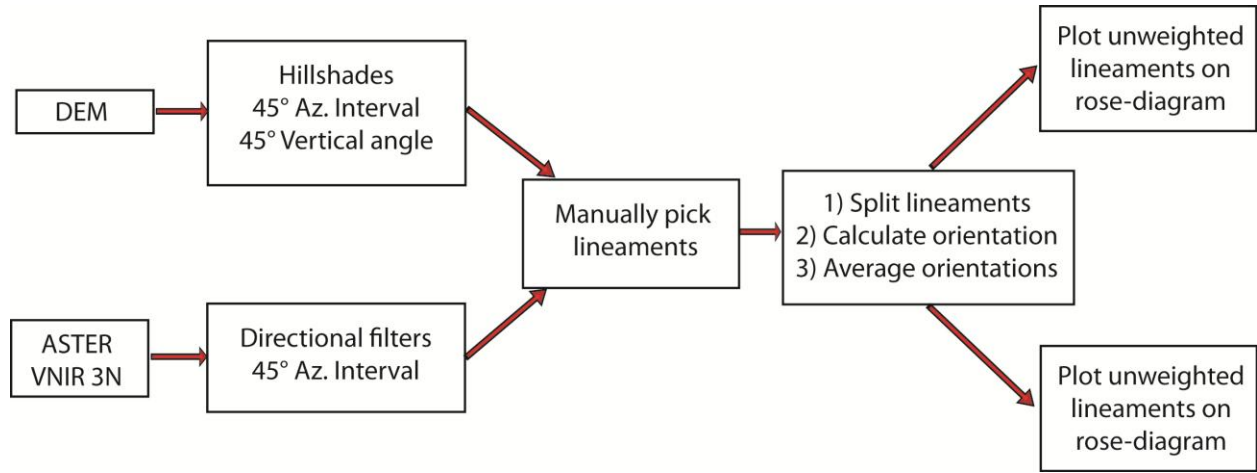 DEM
Hillshades
45° Az. Interval
45° Vertical angle
ASTER
VNIR 3N
Directional filters
45° Az. Interval
Manually pick
lineaments
1) Split lineaments
2) Calculate orientation
3) Average orientations
Plot unweighted
lineaments on
rose-diagram
Plot unweighted
lineaments on
rose-diagram